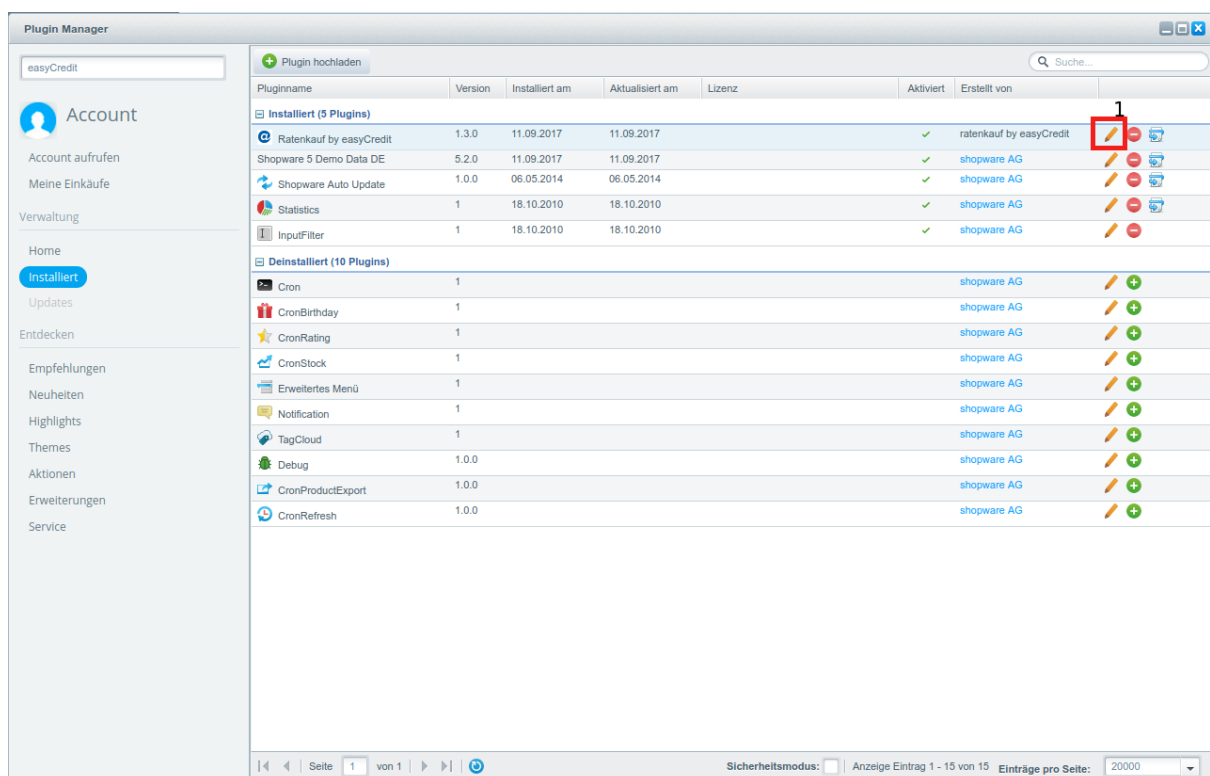 Plugin Manager
easyCredit
Account
Account aufrufen
Meine Einkäufe
Verwaltung
Home
Installiert
Updates
Entdecken
Empfehlungen
Neuheiten
Highlights
Themes
Aktionen
Erweiterungen
Service
Plugin hochladen
Suche...
Pluginname Version Installiert am Aktualisiert am Lizenz Aktiviert Erstellt von
1
Installiert (5 Plugins)
Ratenkauf by easyCredit 1.3.0 11.09.2017 11.09.2017 ratenkauf by easyCredit
Shopware 5 Demo Data DE 5.2.0 11.09.2017 11.09.2017 shopware AG
Shopware Auto Update 1.0.0 06.05.2014 06.05.2014 shopware AG
Statistics 1 18.10.2010 18.10.2010 shopware AG
InputFilter 1 18.10.2010 18.10.2010 shopware AG
Deinstalliert (10 Plugins)
Cron 1 shopware AG
CronBirthday 1 shopware AG
CronRating 1 shopware AG
CronStock 1 shopware AG
Erweitertes Menü 1 shopware AG
Notification 1 shopware AG
TagCloud 1 shopware AG
Debug 1.0.0 shopware AG
CronProductExport 1.0.0 shopware AG
CronRefresh 1.0.0 shopware AG
Seite 1 von 1 Sicherheitsmodus: Anzeige Eintrag 1 - 15 von 15 Einträge pro Seite: 20000